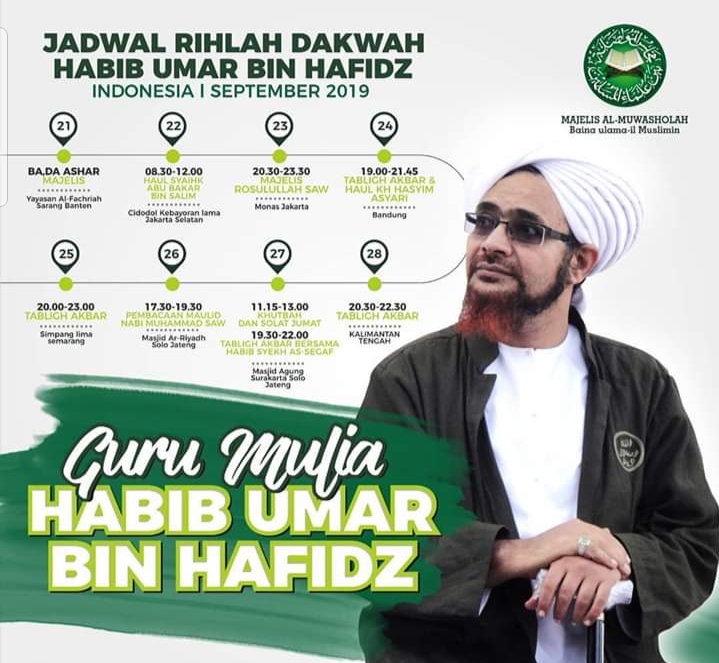 JADWAL RIHLAH DAKWAH
HABIB UMAR BIN HAFIDZ
INDONESIA | SEPTEMBER 2019
MAJELIS AL-MUWASHOLAH
Baina ulama-il Muslimin
21
BA,DA ASHAR
MAJELIS
Yayasan Al-Fachriah
Sarang Banten
22
08.30-12.00
HAUL SYAIHK
ABU BAKAR
BIN SALIM
Cidodol Kebayoran lama
Jakarta Selatan
23
20.30-23.30
MAJELIS
ROSULULLAH SAW
Monas Jakarta
24
19.00-21.45
TABLIGH AKBAR &
HAUL KH HASYIM
ASYARI
Bandung
25
20.00-23.00
TABLIGH AKBAR
Simpang lima
semarang
26
17.30-19.30
PEMBACAAN MAULID
NABI MUHAMMAD SAW
Masjid Ar-Riyadh
Solo Jateng
27
11.15-13.00
KHUTBAH
DAN SOLAT JUMAT
19.30-22.00
TABLIGH AKBAR BERSAMA
HABIB SYEKH AS-SEGAF
Masjid Agung
Surakarta Solo
Jateng
28
20.30-22.30
TABLIGH AKBAR
KALIMANTAN
TENGAH
Guru Mulia
HABIB UMAR
BIN HAFIDZ